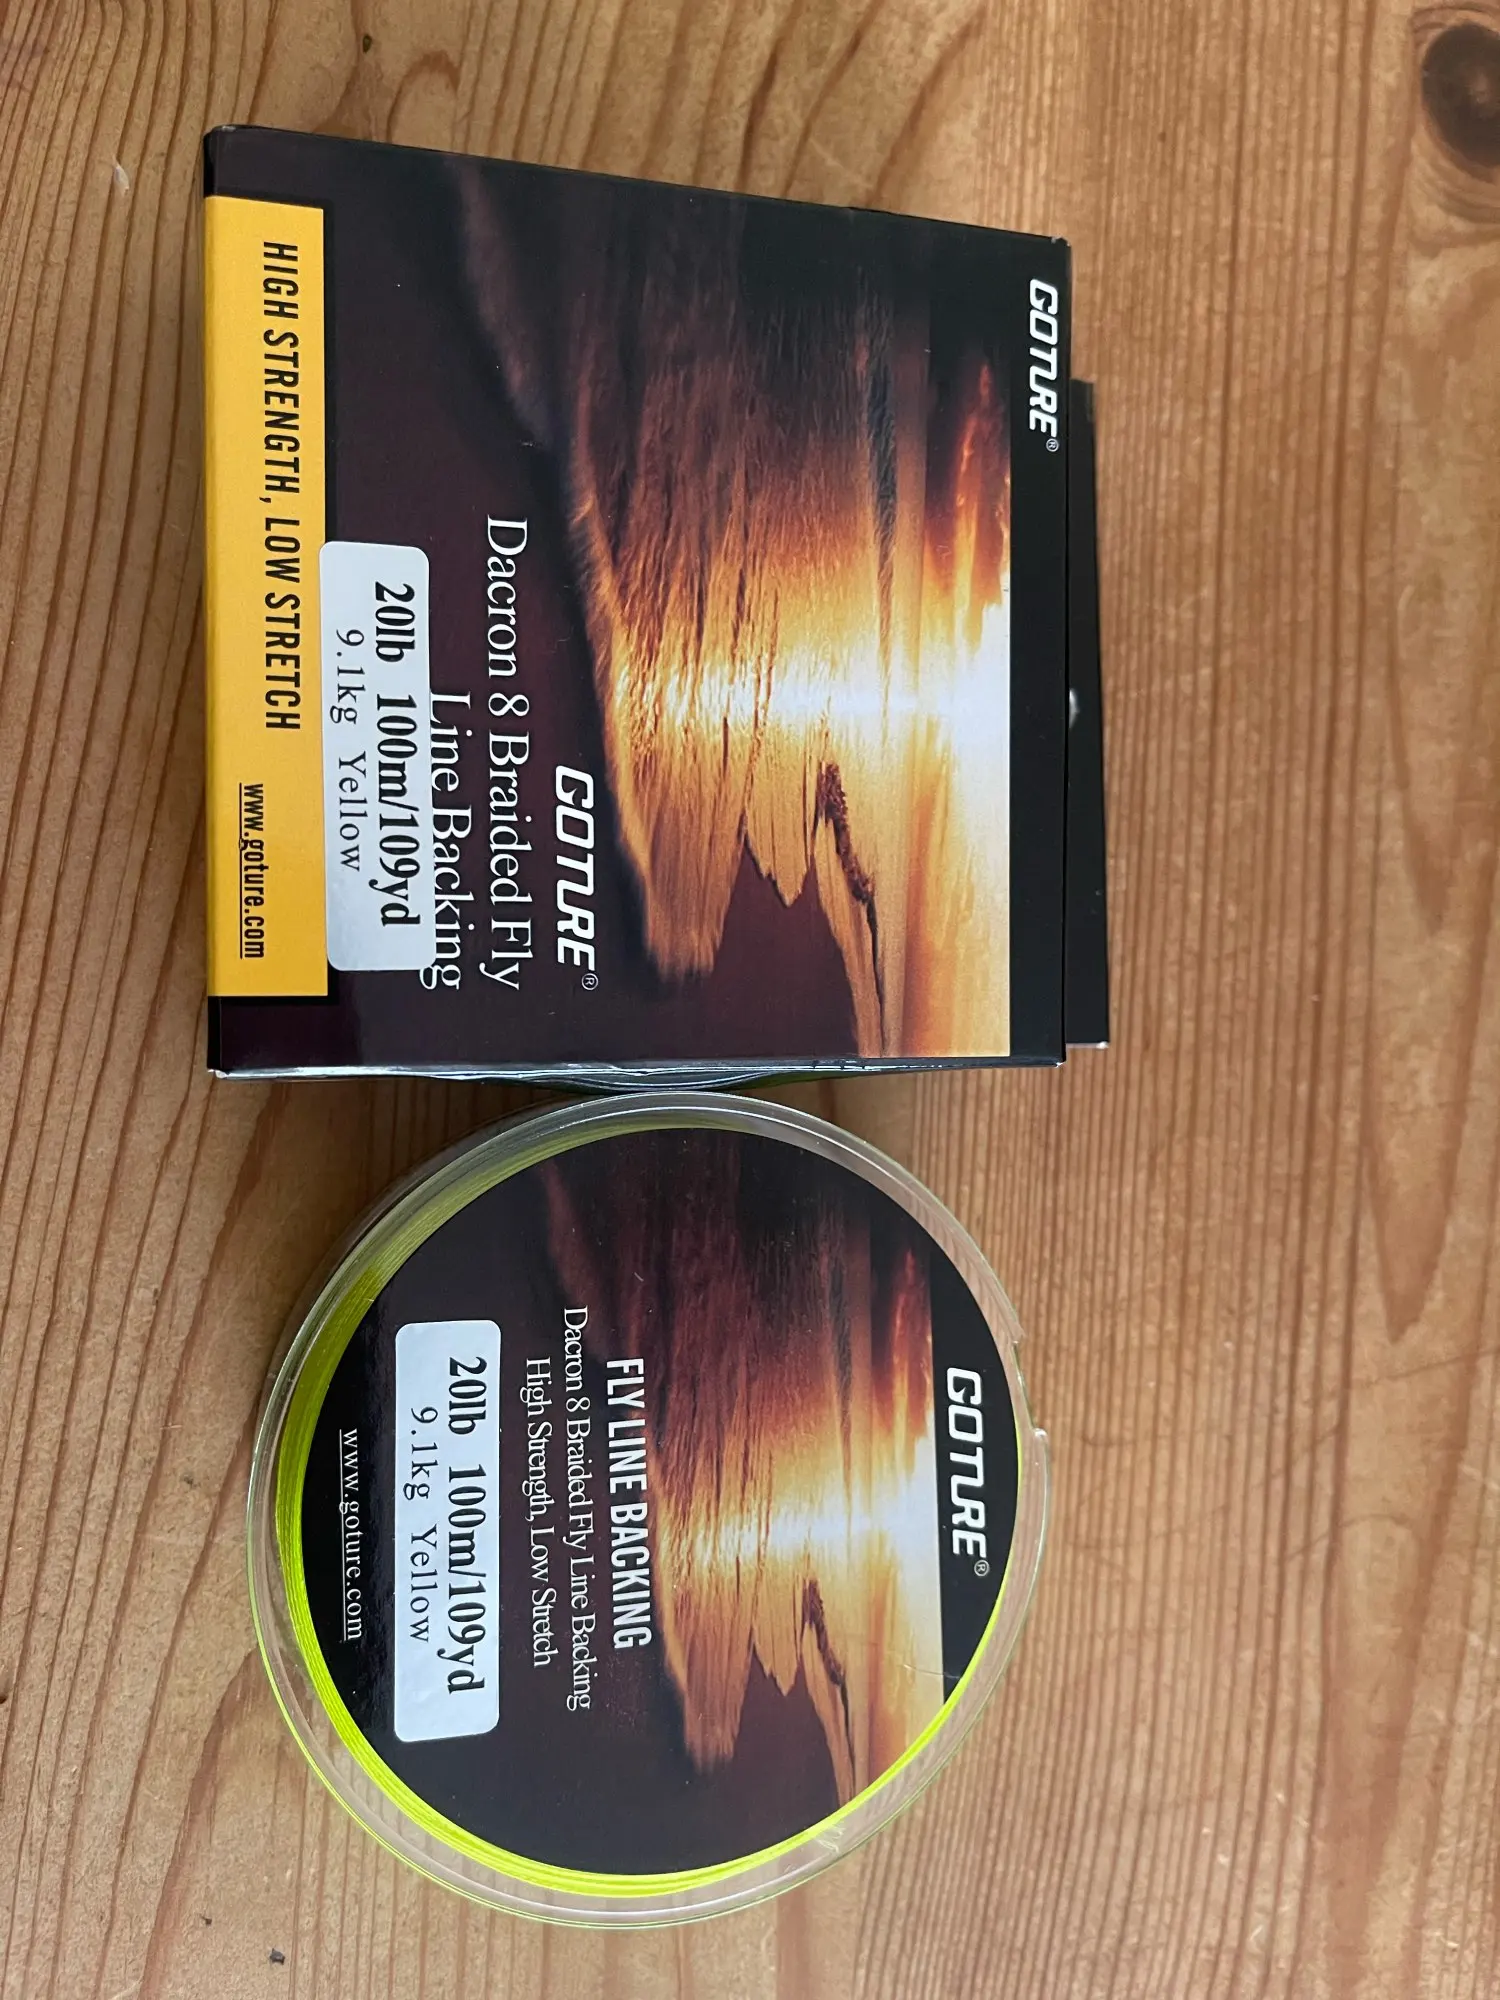 GOTURE®
GOTURE®
Dacron 8 Braided Fly
Line Backing
20lb 100m/109yd
9.1kg Yellow
HIGH STRENGTH, LOW STRETCH
www.goture.com
GOTURE®
FLY LINE BACKING
Dacron 8 Braided Fly Line Backing
High Strength, Low Stretch
20lb 100m/109yd
9.1kg Yellow
www.goture.com